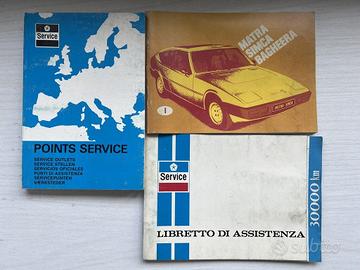 Service
POINTS SERVICE
SERVICE OUTLETS
SERVICE STELLEN
SERVICIOS OFICIALES
PUNTI DI ASSISTENZA
SERVICEPUNTEN
VÆRKSTEDER
MATRA
SIMCA
BAGHEERA
1
Service
LIBRETTO DI ASSISTENZA
30000 km
subito